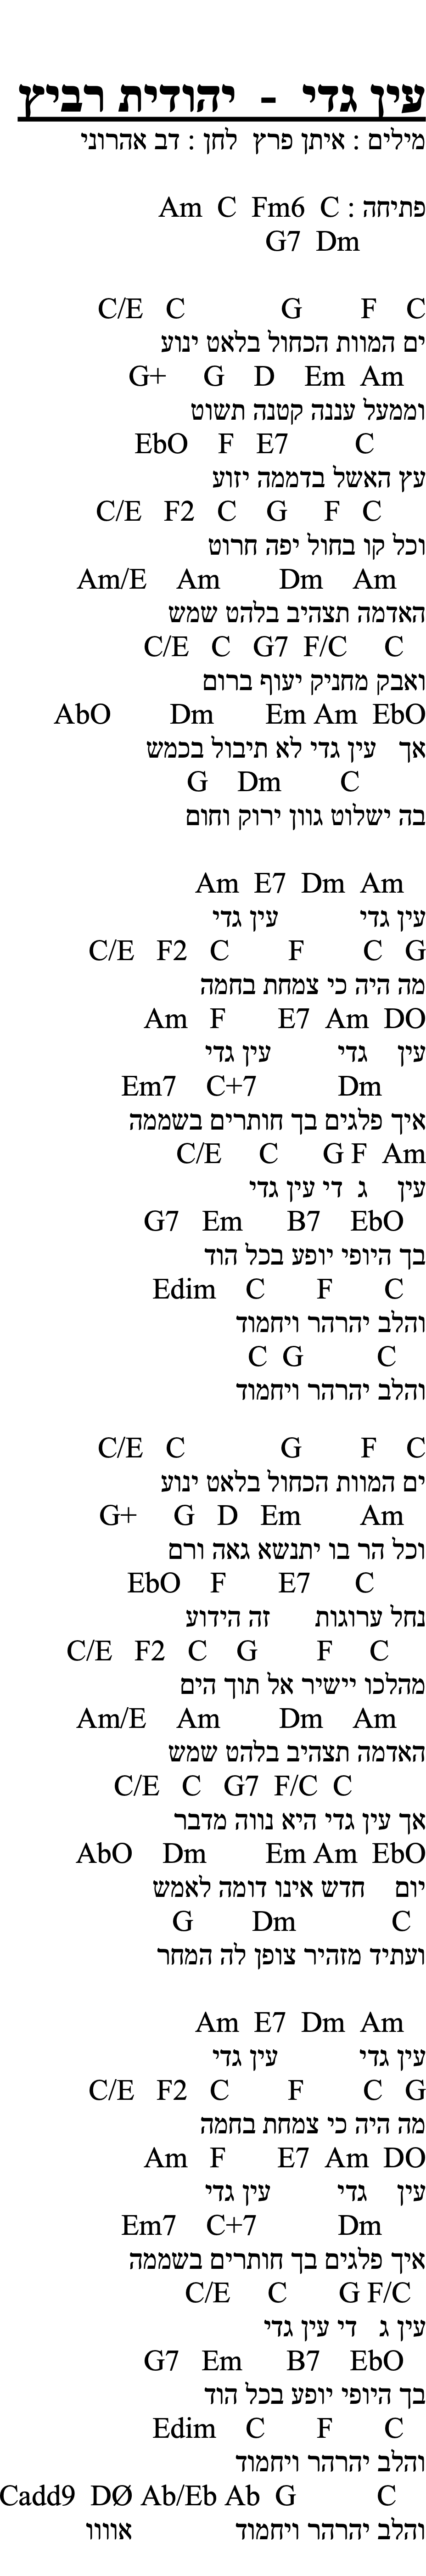 עין גדי - יהודית רביץ
מילים : איתן פרץ לחן : דב אהרוני
פתיחה : Am C Fm6 C
G7 Dm
C/E C G F C
ים המוות הכחול בלאט ינוע
G+ G D Em Am
וממעל עננה קטנה תשוט
EbO F E7 C
עץ האשל בדממה יזוע
C/E F2 C G F C
וכל קו בחול יפה חרוט
Am/E Am Dm Am
האדמה תצהיב בלהט שמש
C/E C G7 F/C C
ואבק מחניק יעוף ברום
AbO Dm Em Am EbO
אך עין גדי לא תיבול בכמש
G Dm C
בה ישלוט גוון ירוק וחום
Am E7 Dm Am
עין גדי עין גדי
C/E F2 C F C G
מה היה כי צמחת בחמה
Am F E7 Am DO
עין גדי עין גדי
Em7 C+7 Dm
איך פלגים בך חותרים בשממה
C/E C G F Am
עין ג די עין גדי
G7 Em B7 EbO
בך היופי יופע בכל הוד
Edim C F C
והלב יהרהר ויחמוד
C G C
והלב יהרהר ויחמוד
C/E C G F C
ים המוות הכחול בלאט ינוע
G+ G D Em Am
וכל הר בו יתנשא גאה ורם
EbO F E7 C
נחל ערוגות זה הידוע
C/E F2 C G F C
מהלכו יישיר אל תוך הים
Am/E Am Dm Am
האדמה תצהיב בלהט שמש
C/E C G7 F/C C
אך עין גדי היא נווה מדבר
AbO Dm Em Am EbO
יום חדש אינו דומה לאמש
G Dm C
ועתיד מזהיר צופן לה המחר
Am E7 Dm Am
עין גדי עין גדי
C/E F2 C F C G
מה היה כי צמחת בחמה
Am F E7 Am DO
עין גדי עין גדי
Em7 C+7 Dm
איך פלגים בך חותרים בשממה
C/E C G F/C
עין ג די עין גדי
G7 Em B7 EbO
בך היופי יופע בכל הוד
Edim C F C
והלב יהרהר ויחמוד
Cadd9 DØ Ab/Eb Ab G C
והלב יהרהר ויחמוד אוווו